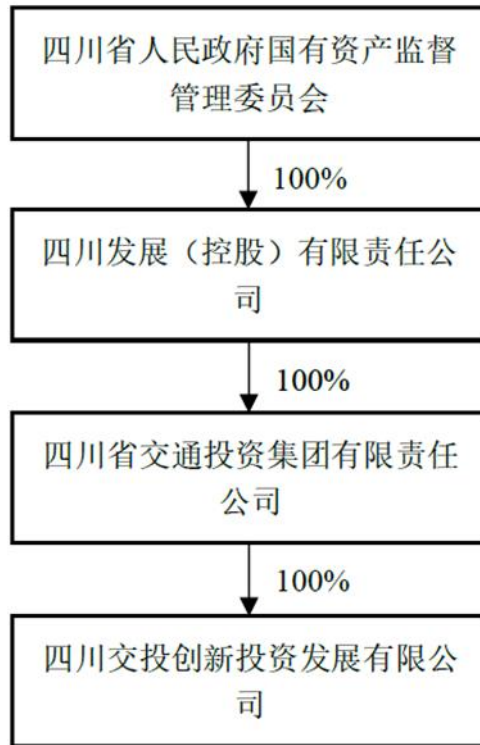 四川省人民政府国有资产监督
管理委员会
100%
四川发展（控股）有限责任公
司
100%
四川省交通投资集团有限责任
公司
100%
四川交投创新投资发展有限公
司